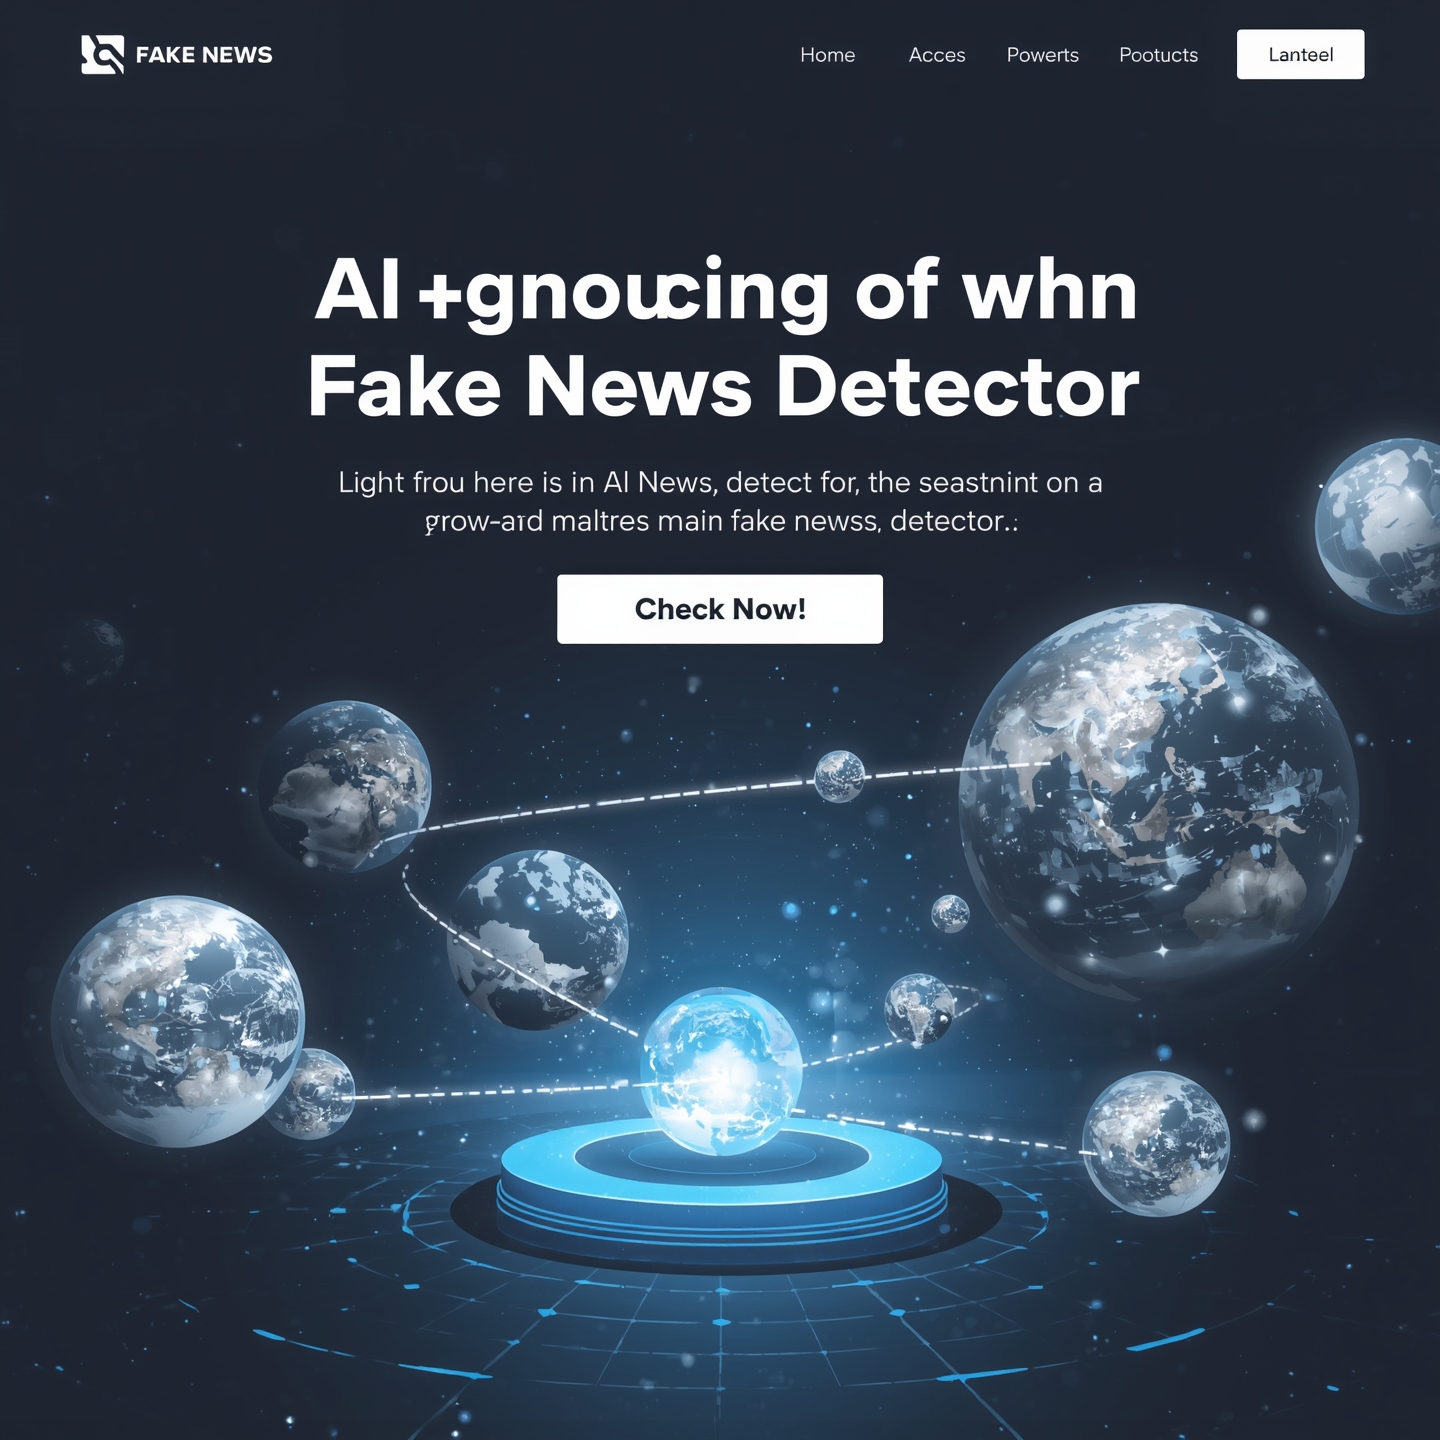 FAKE NEWS
Home Acces Powerts Pootucts Lanteel
AI +gnoucing of whn
Fake News Detector
Light frou here is in AI News, detect for, the seastnint on a
grow-ard maltres main fake newss, detector..:
Check Now!